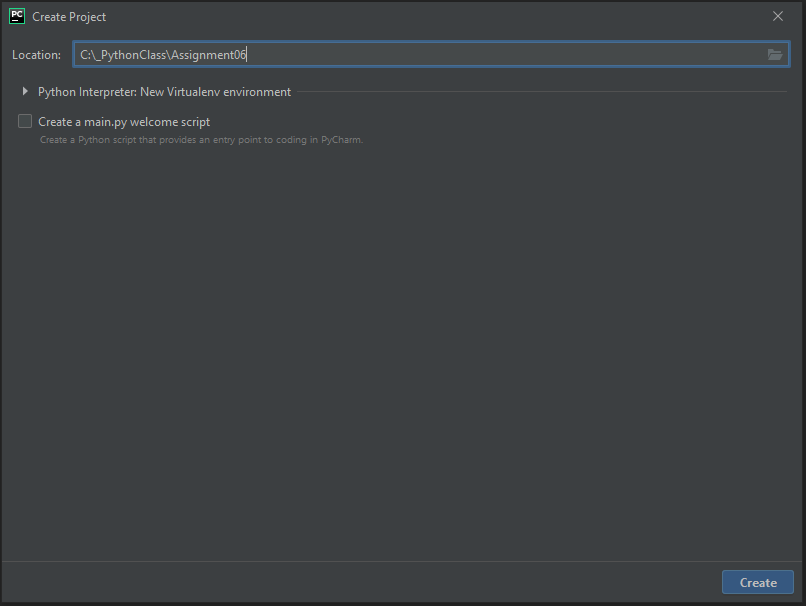 PC Create Project
Location: C:\_PythonClass\Assignment06
Python Interpreter: New Virtualenv environment
Create a main.py welcome script
Create a Python script that provides an entry point to coding in PyCharm.
Create